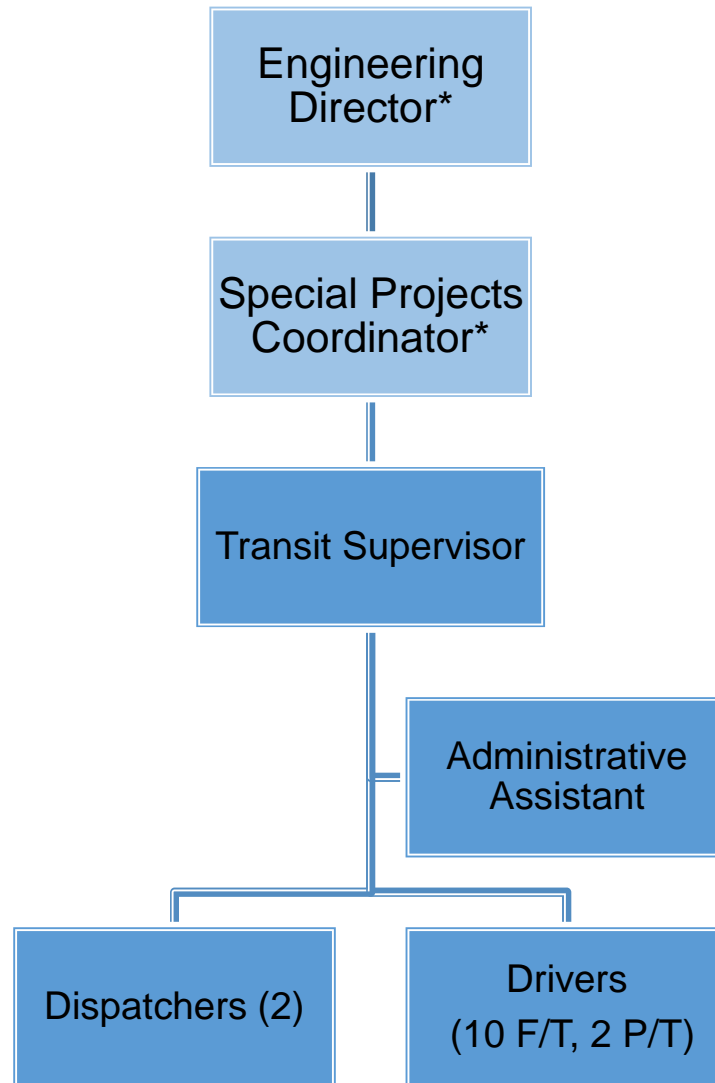 Engineering
Director*
Special Projects
Coordinator*
Transit Supervisor
Administrative
Assistant
Dispatchers (2)
Drivers
(10 F/T, 2 P/T)